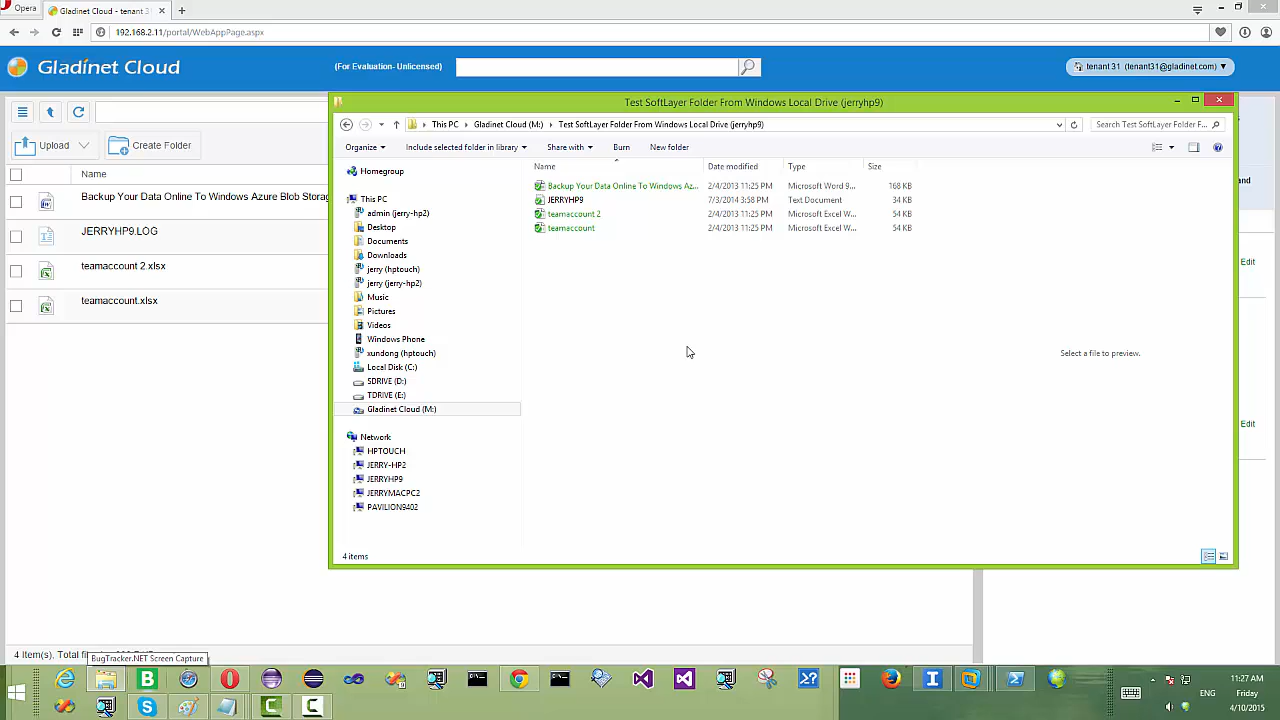 Opera
Gladinet Cloud - tenant 3
192.168.2.11/portal/WebAppPage.aspx
Gladinet Cloud
(For Evaluation- Unlicensed)
tenant 31 (tenant31@gladinet.com)
Test SoftLayer Folder From Windows Local Drive (jerryhp9)
This PC
Gladinet Cloud (M:)
Test SoftLayer Folder From Windows Local Drive (jerryhp9)
Search Test SoftLayer Folder F...
Upload
Create Folder
Organize
Include selected folder in library
Share with
Burn
New folder
Name
Backup Your Data Online To Windows Azure Blob Storag
JERRYHP9.LOG
teamaccount 2.xlsx
teamaccount.xlsx
Homegroup
This PC
admin (jerry-hp2)
Desktop
Documents
Downloads
jerry (hptouch)
jerry (jerry-hp2)
Music
Pictures
Videos
Windows Phone
xundong (hptouch)
Local Disk (C:)
SDRIVE (D:)
TDRIVE (E:)
Gladinet Cloud (M:)
Network
HPTOUCH
JERRY-HP2
JERRYHP9
JERRYMACPC2
PAVILION9402
Name Date modified Type Size
Backup Your Data Online To Windows Az... 2/4/2013 11:25 PM Microsoft Word 9... 168 KB
JERRYHP9 7/3/2014 3:58 PM Text Document 34 KB
teamaccount 2 2/4/2013 11:25 PM Microsoft Excel W... 54 KB
teamaccount 2/4/2013 11:25 PM Microsoft Excel W... 54 KB
Select a file to preview.
4 items
nd
Edit
Edit
4 Item(s), Total fi
BugTracker.NET Screen Capture
11:27 AM
ENG
Friday
4/10/2015